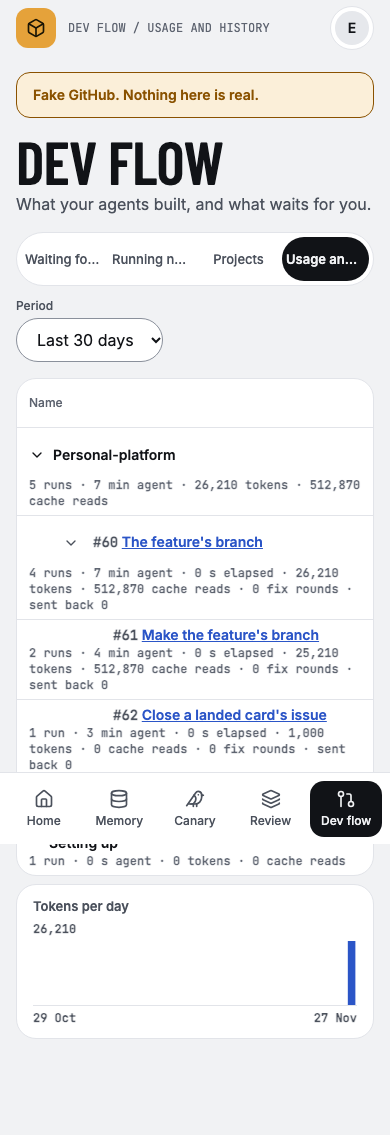 DEV FLOW / USAGE AND HISTORY
E
Fake GitHub. Nothing here is real.
DEV FLOW
What your agents built, and what waits for you.
Waiting fo... Running n... Projects Usage an...
Period
Last 30 days
Name
Personal-platform
5 runs · 7 min agent · 26,210 tokens · 512,870
cache reads
#60 The feature's branch
4 runs · 7 min agent · 0 s elapsed · 26,210
tokens · 512,870 cache reads · 0 fix rounds ·
sent back 0
#61 Make the feature's branch
2 runs · 4 min agent · 0 s elapsed · 25,210
tokens · 512,870 cache reads · 0 fix rounds ·
sent back 0
#62 Close a landed card's issue
1 run · 3 min agent · 0 s elapsed · 1,000
tokens · 0 cache reads · 0 fix rounds · sent
back 0
Home Memory Canary Review Dev flow
Setting up
1 run · 0 s agent · 0 tokens · 0 cache reads
Tokens per day
26,210
29 Oct 27 Nov